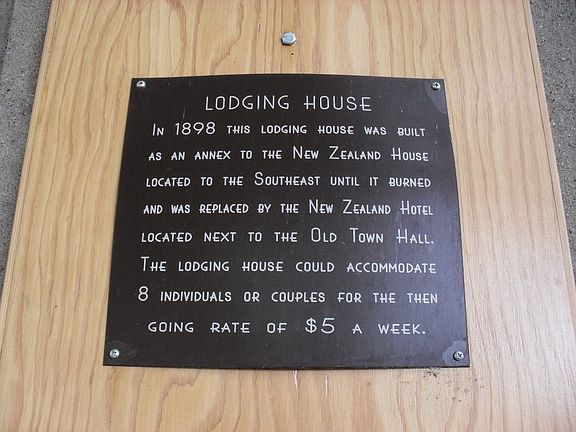 LODGING HOUSE
IN 1898 THIS LODGING HOUSE WAS BUILT
AS AN ANNEX TO THE NEW ZEALAND HOUSE
LOCATED TO THE SOUTHEAST UNTIL IT BURNED
AND WAS REPLACED BY THE NEW ZEALAND HOTEL
LOCATED NEXT TO THE OLD TOWN HALL.
THE LODGING HOUSE COULD ACCOMMODATE
8 INDIVIDUALS OR COUPLES FOR THE THEN
GOING RATE OF $5 A WEEK.